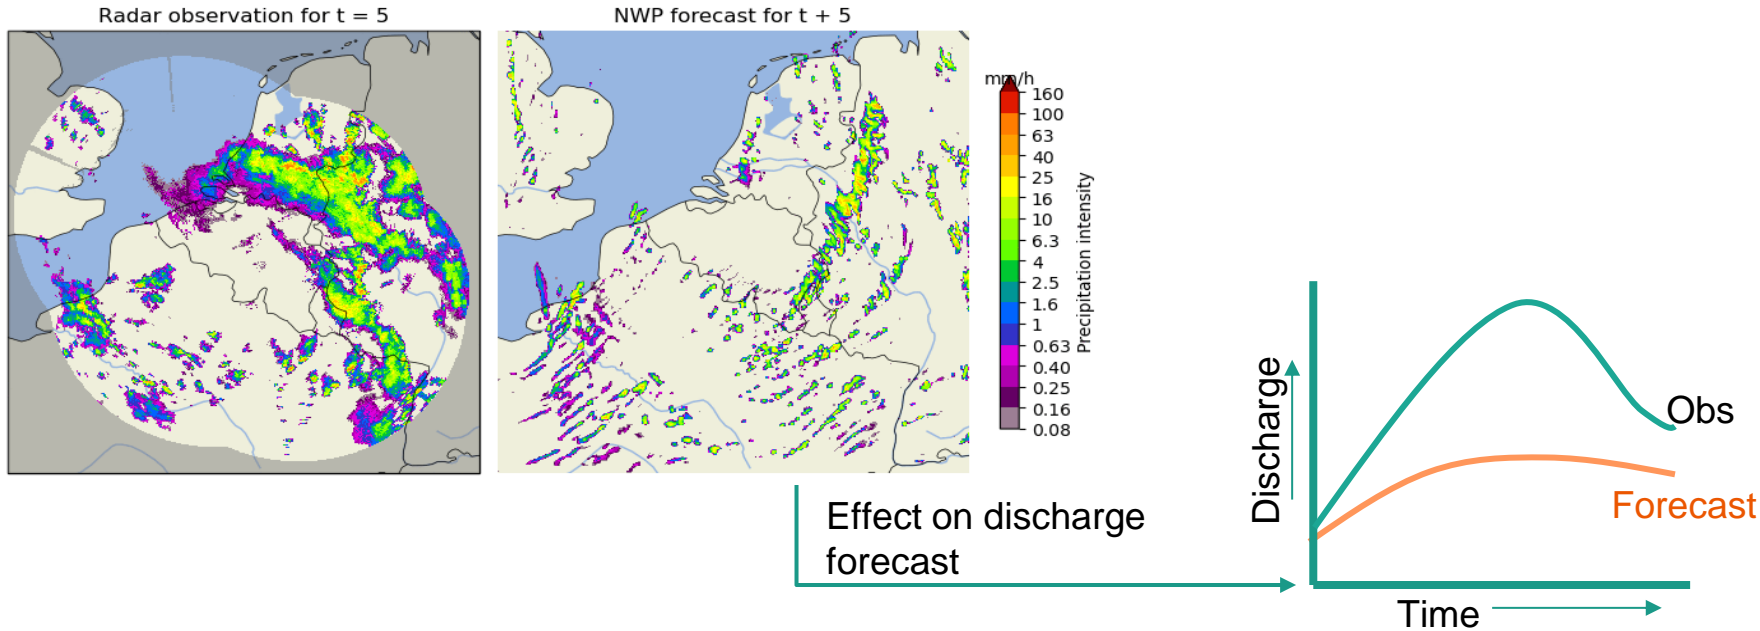 Radar observation for t = 5
NWP forecast for t + 5
mm/h
160
100
63
40
25
16
10
6.3
4
2.5
1.6
1
0.63
0.40
0.25
0.16
0.08
Precipitation intensity
Effect on discharge
forecast
Discharge
Obs
Forecast
Time